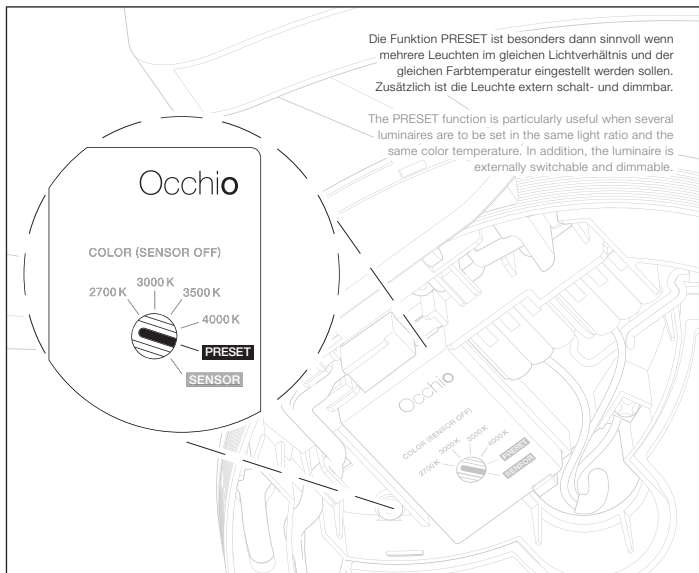 Die Funktion PRESET ist besonders dann sinnvoll wenn
mehrere Leuchten im gleichen Lichtverhältnis und der
gleichen Farbtemperatur eingestellt werden sollen.
Zusätzlich ist die Leuchte extern schalt- und dimmbar.
The PRESET function is particularly useful when several
luminaires are to be set in the same light ratio and the
same color temperature. In addition, the luminaire is
externally switchable and dimmable.
Occhio
COLOR (SENSOR OFF)
2700 K
3000 K
3500 K
4000 K
PRESET
SENSOR
Occhio
COLOR (SENSOR OFF)
2700 K
3000 K
3500 K
4000 K
PRESET
SENSOR